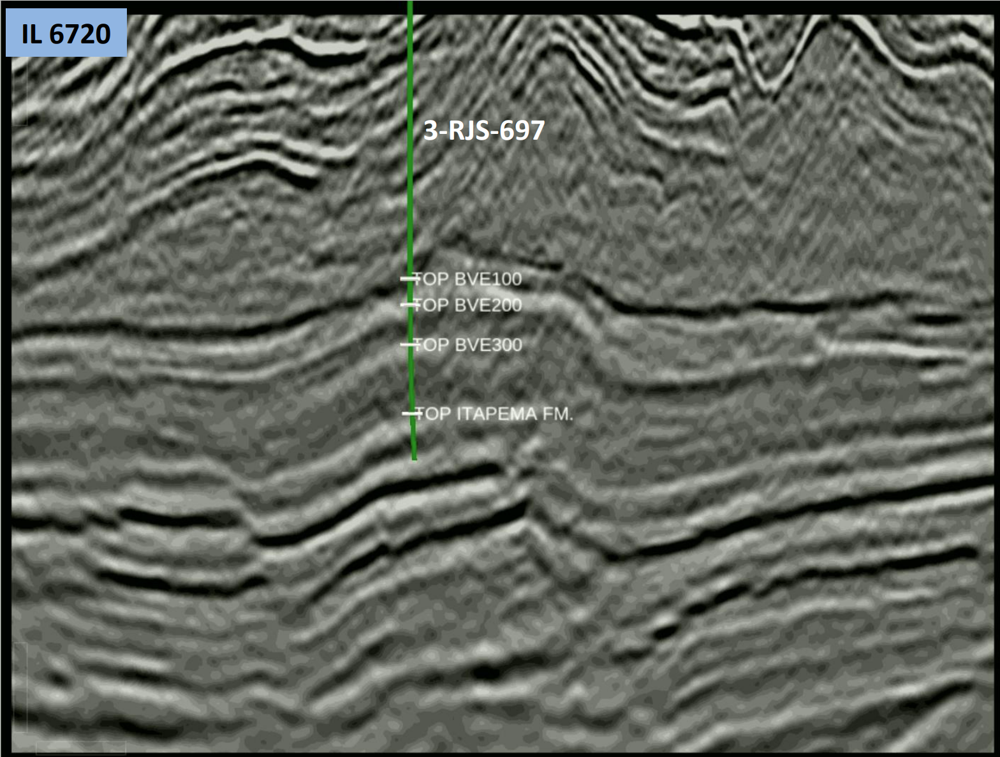 IL 6720
3-RJS-697
TOP BVE100
TOP BVE200
TOP BVE300
TOP ITAPEMA FM.